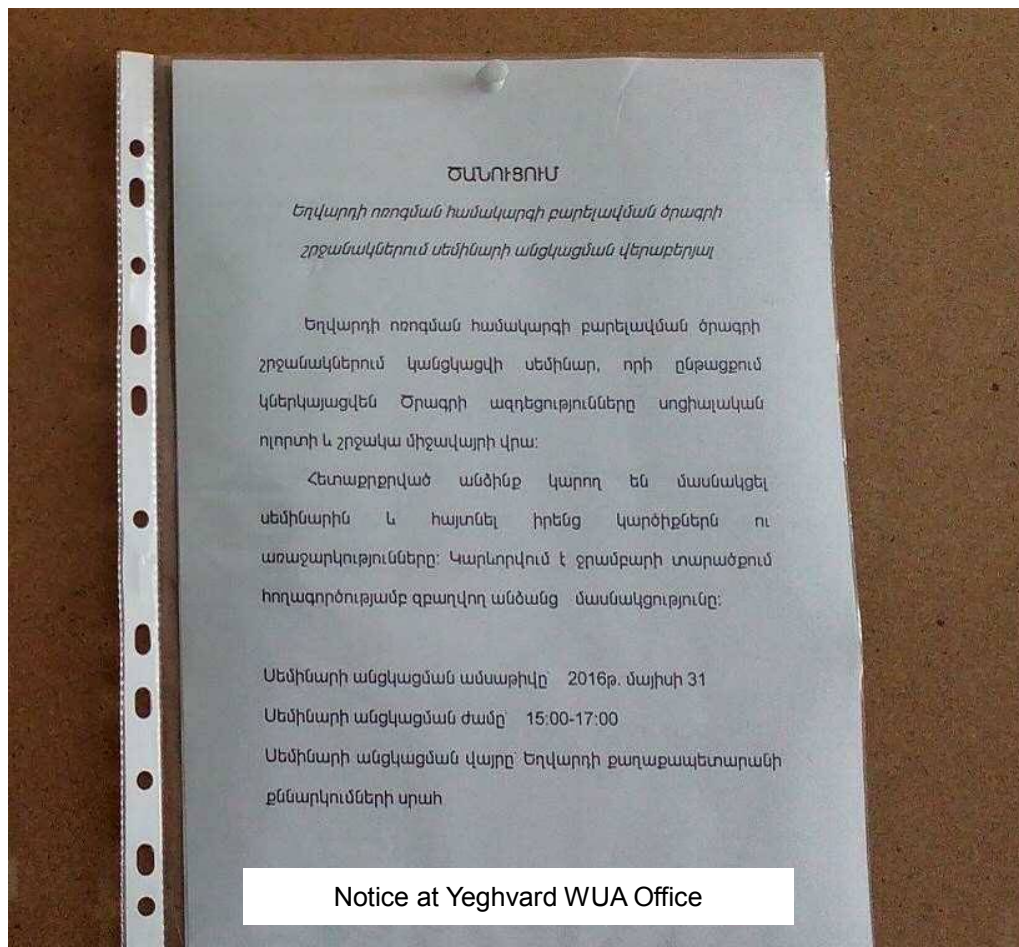 ԾԱՆՈՒՑՈՒՄ
Եղվարդի ոռոգման համակարգի բարելավման ծրագրի
շրջանակներում սեմինարի անցկացման վերաբերյալ
Եղվարդի ոռոգման համակարգի բարելավման ծրագրի
շրջանակներում կանցկացվի սեմինար, որի ընթացքում
կներկայացվեն Ծրագրի ազդեցությունները սոցիալական
ոլորտի և շրջակա միջավայրի վրա:
Հետաքրքրված անձինք կարող են մասնակցել
սեմինարին և հայտնել իրենց կարծիքներն ու
առաջարկությունները: Կարևորվում է ջրամբարի տարածքում
հողագործությամբ զբաղվող անձանց մասնակցությունը:
Սեմինարի անցկացման ամսաթիվը՝ 2016թ. մայիսի 31
Սեմինարի անցկացման ժամը՝ 15:00-17:00
Սեմինարի անցկացման վայրը՝ Եղվարդի քաղաքապետարանի
քննարկումների սրահ
Notice at Yeghvard WUA Office